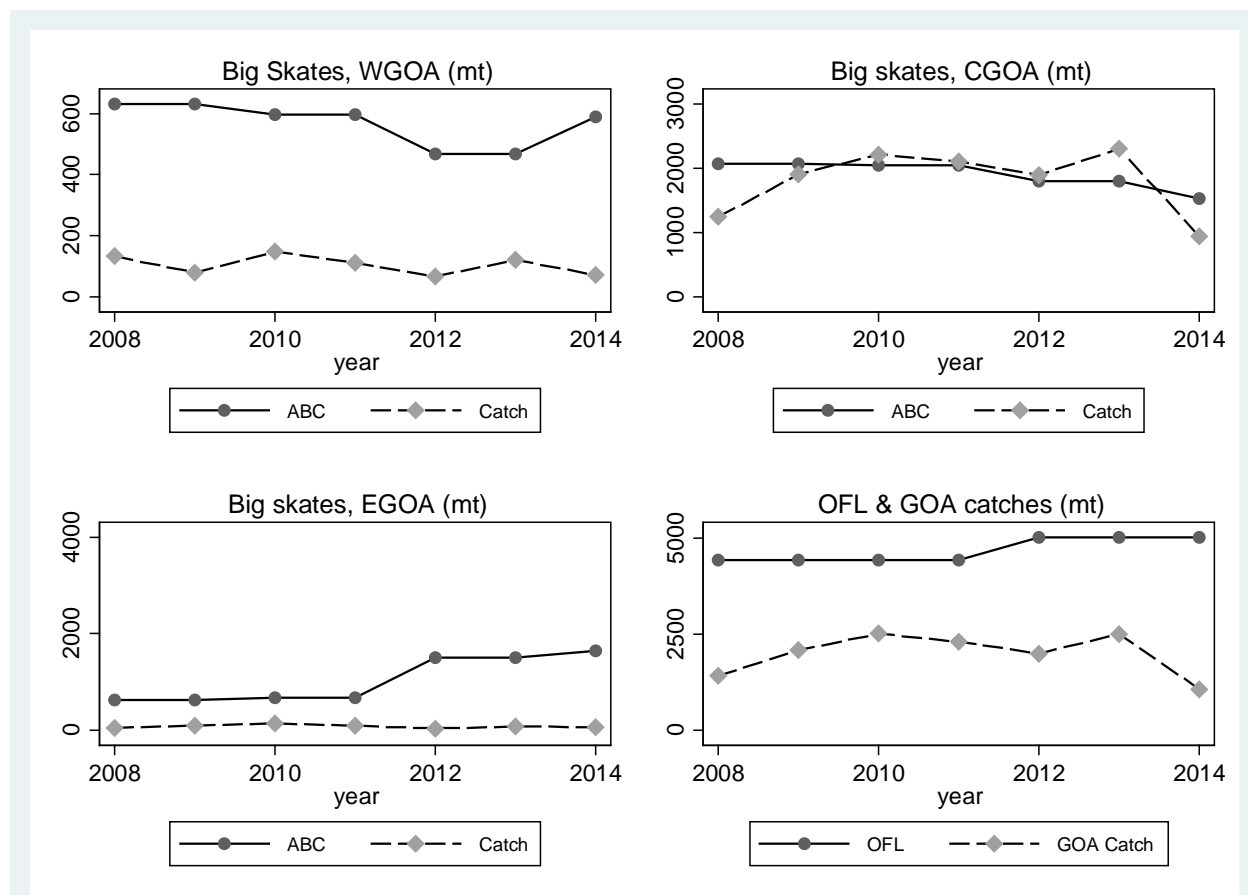 Big Skates, WGOA (mt)
600
400
200
0
2008 2010 2012 2014
year
ABC Catch
Big skates, CGOA (mt)
3000
2000
1000
0
2008 2010 2012 2014
year
ABC Catch
Big skates, EGOA (mt)
4000
2000
0
2008 2010 2012 2014
year
ABC Catch
OFL & GOA catches (mt)
5000
2500
0
2008 2010 2012 2014
year
OFL GOA Catch